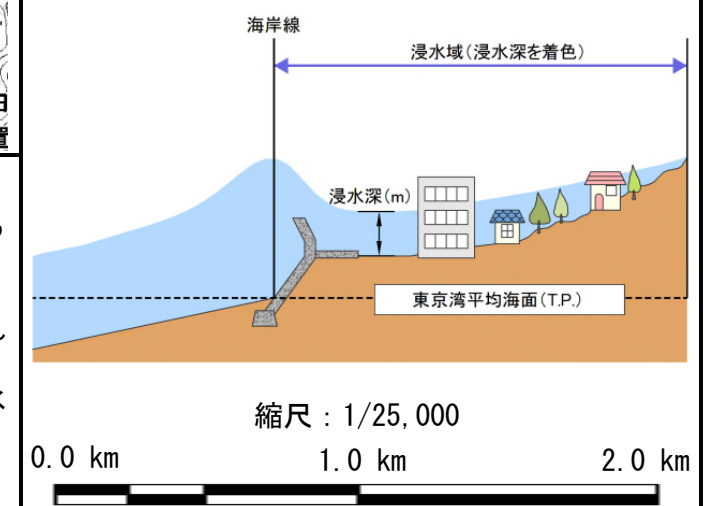 海岸線
浸水域(浸水深を着色)
浸水深(m)
東京湾平均海面(T.P.)
縮尺:1/25,000
0.0 km 1.0 km 2.0 km